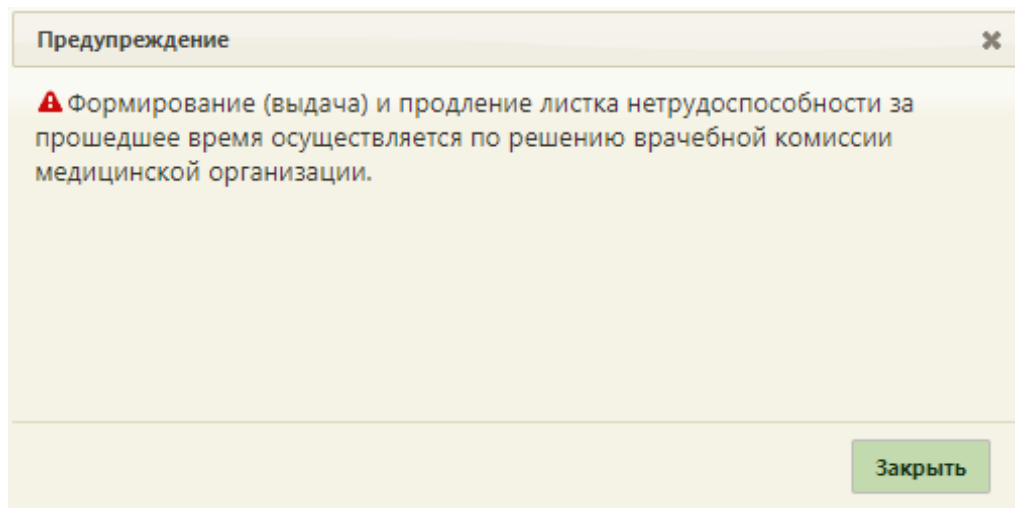 Предупреждение
Формирование (выдача) и продление листка нетрудоспособности за
прошедшее время осуществляется по решению врачебной комиссии
медицинской организации.
Закрыть